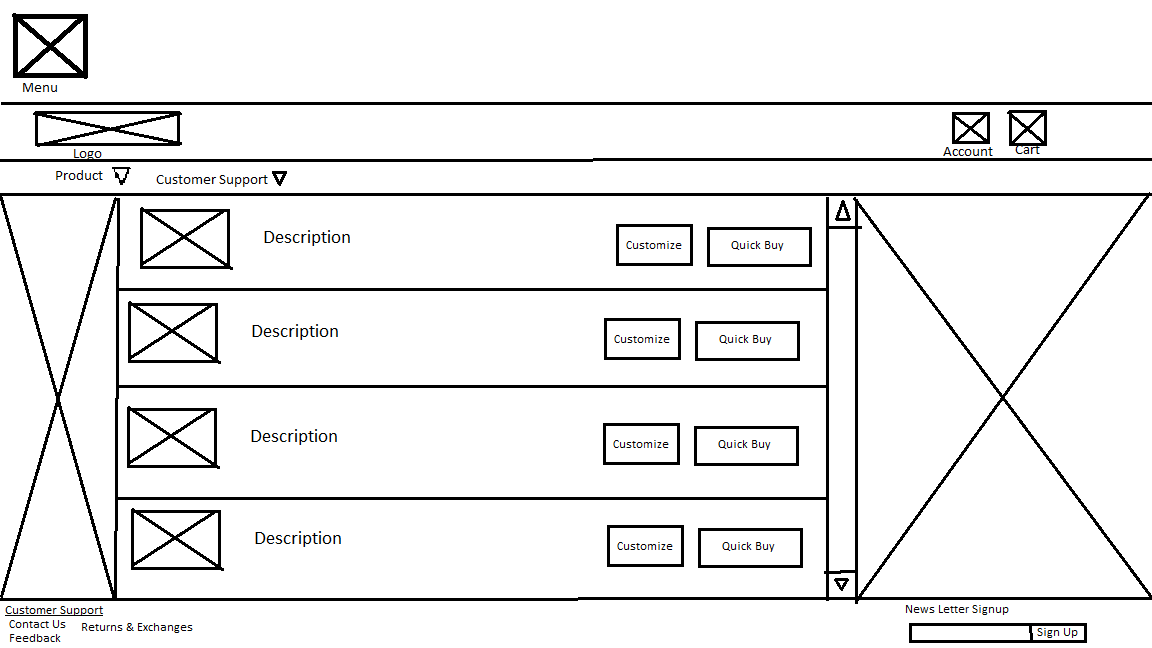 Menu
Logo
Account
Cart
Product
Customer Support
Description
Customize
Quick Buy
Description
Customize
Quick Buy
Description
Customize
Quick Buy
Description
Customize
Quick Buy
Customer Support
Contact Us
Returns & Exchanges
Feedback
News Letter Signup
Sign Up